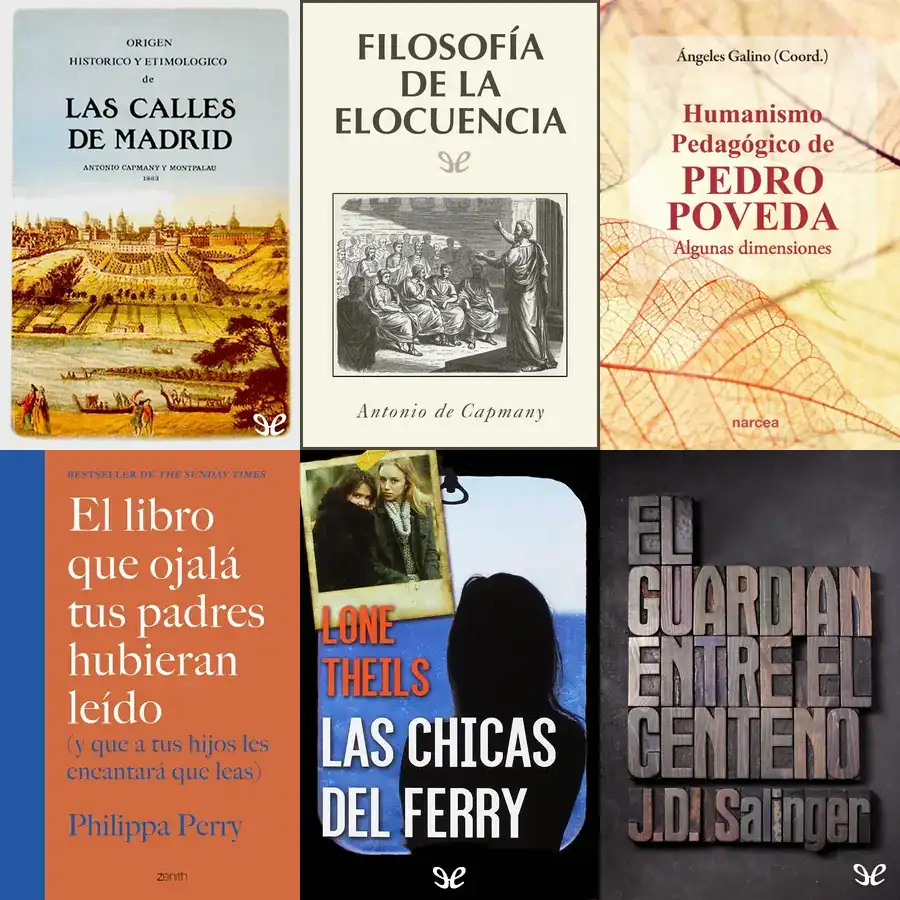 ORIGEN
HISTORICO Y ETIMOLOGICO
de
LAS CALLES
DE MADRID
ANTONIO CAPMANY Y MONTPALAU
1863
FILOSOFÍA
DE LA
ELOCUENCIA
Antonio de Capmany
Ángeles Galino (Coord.)
Humanismo
Pedagógico de
PEDRO
POVEDA
Algunas dimensiones
narcea
BESTSELLER DE THE SUNDAY TIMES
El libro
que ojalá
tus padres
hubieran
leído
(y que a tus hijos les
encantará que leas)
Philippa Perry
zenith
LONE
THEILS
LAS CHICAS
DEL FERRY
EL
GUARDIAN
ENTRE EL
CENTENO
J.D. Salinger